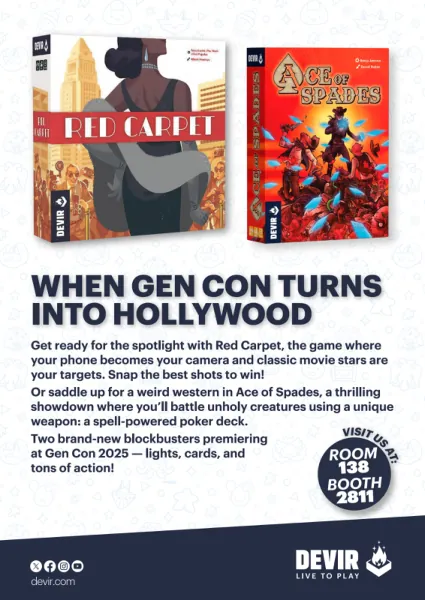 DEVIR
RED CARPET
RED CARPET
DEVIR
ACE OF
SPADES
ACE OF SPADES
DEVIR
WHEN GEN CON TURNS
INTO HOLLYWOOD
Get ready for the spotlight with Red Carpet, the game where
your phone becomes your camera and classic movie stars are
your targets. Snap the best shots to win!
Or saddle up for a weird western in Ace of Spades, a thrilling
showdown where you’ll battle unholy creatures using a unique
weapon: a spell-powered poker deck.
Two brand-new blockbusters premiering
at Gen Con 2025 — lights, cards, and
tons of action!
VISIT US AT:
ROOM
138
BOOTH
2811
devir.com
DEVIR
LIVE TO PLAY